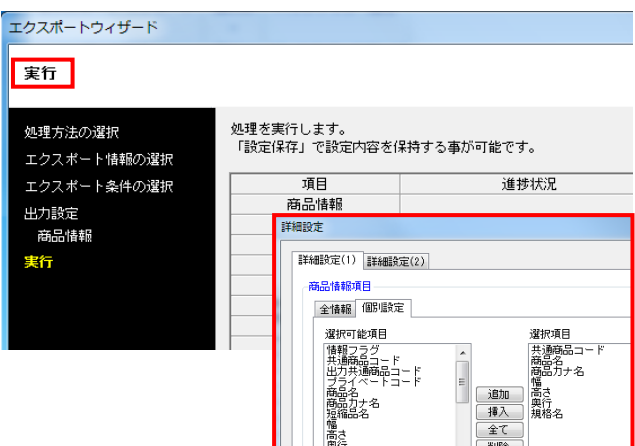 エクスポートウィザード
実行
処理方法の選択
エクスポート情報の選択
エクスポート条件の選択
出力設定
商品情報
実行
処理を実行します。
「設定保存」で設定内容を保持する事が可能です。
項目 進捗状況
商品情報
詳細設定
詳細設定(1) 詳細設定(2)
商品情報項目
全情報 個別設定
選択可能項目
情報フラグ
共通商品コード
出力共通商品コード
プライベートコード
商品名
商品カナ名
短縮品名
幅
高さ
奥行
追加
挿入
全て
削除
選択項目
共通商品コード
商品名
商品カナ名
幅
高さ
奥行
規格名